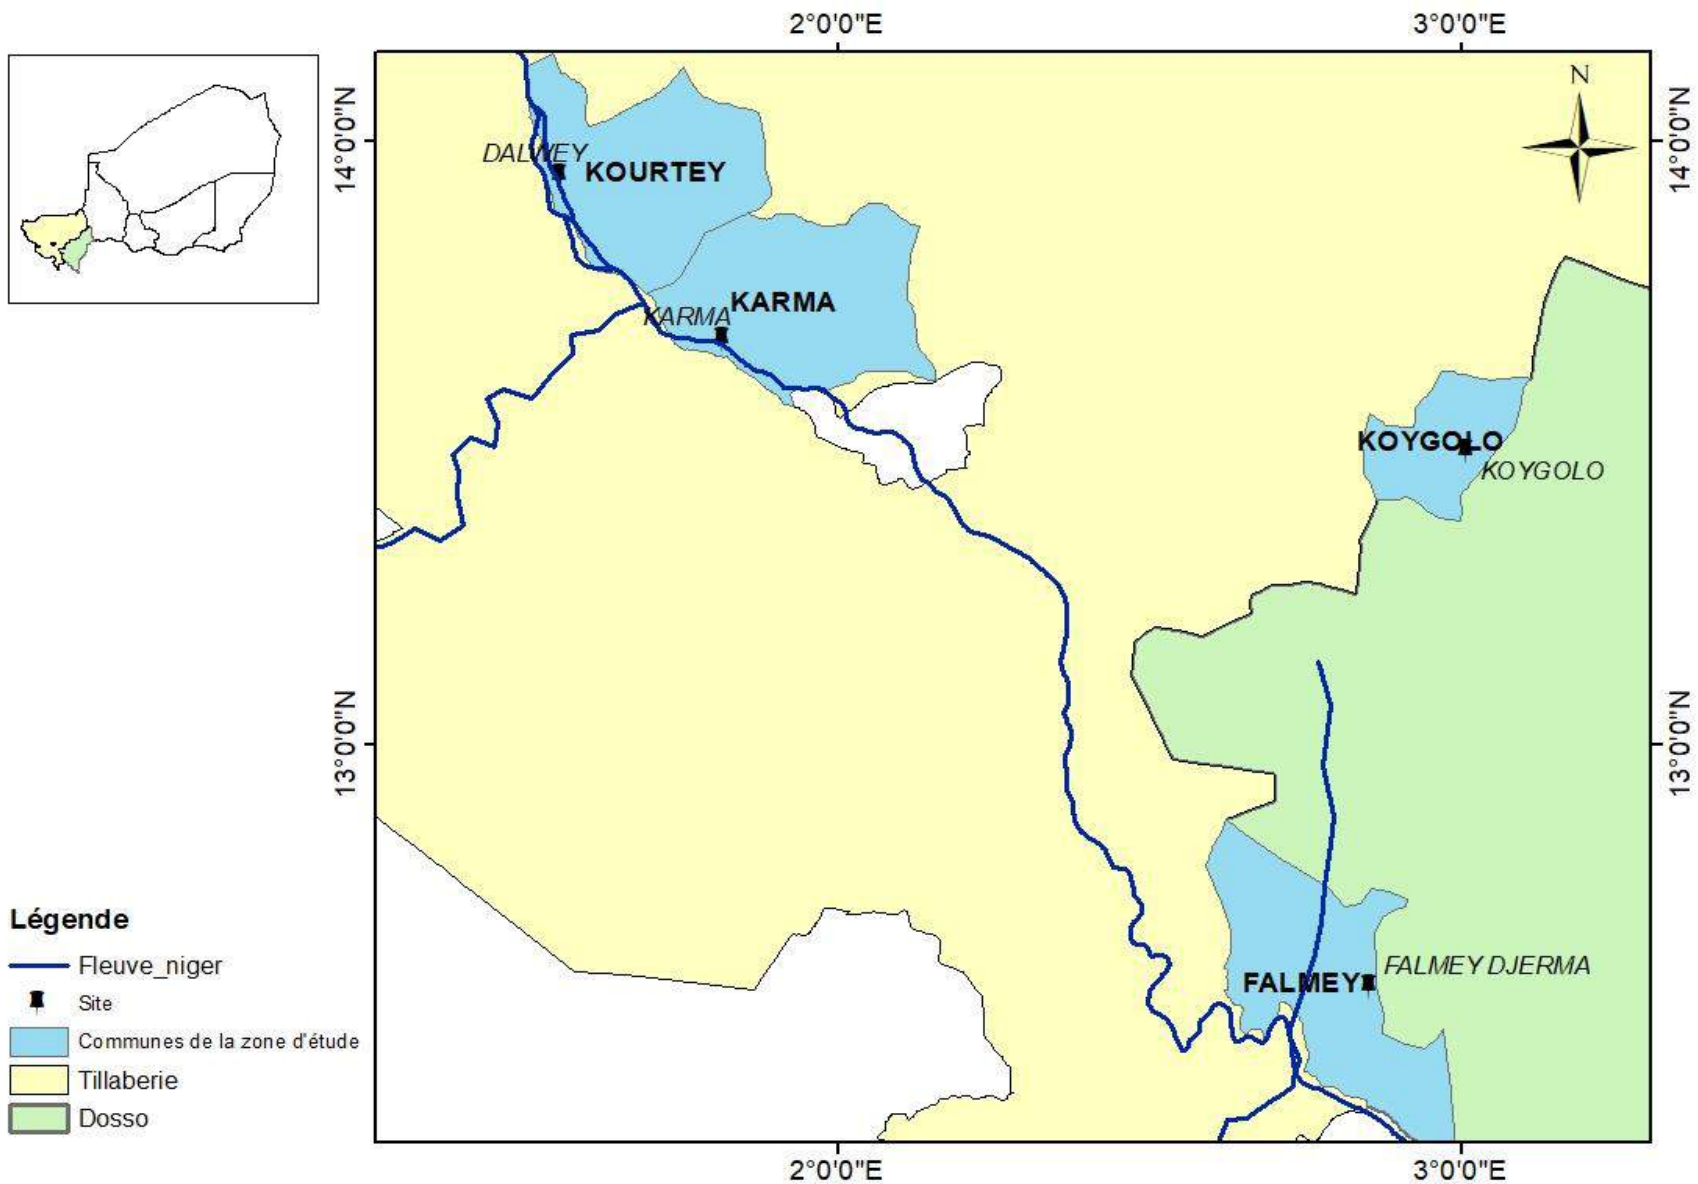 2°0'0"E
3°0'0"E
N
14°0'0"N
14°0'0"N
DALWEY
KOURTEY
KARMA
KARMA
KOYGOLO
KOYGOLO
13°0'0"N
13°0'0"N
FALMEY DJERMA
FALMEY
Légende
Fleuve_niger
Site
Communes de la zone d'étude
Tillaberie
Dosso
2°0'0"E
3°0'0"E